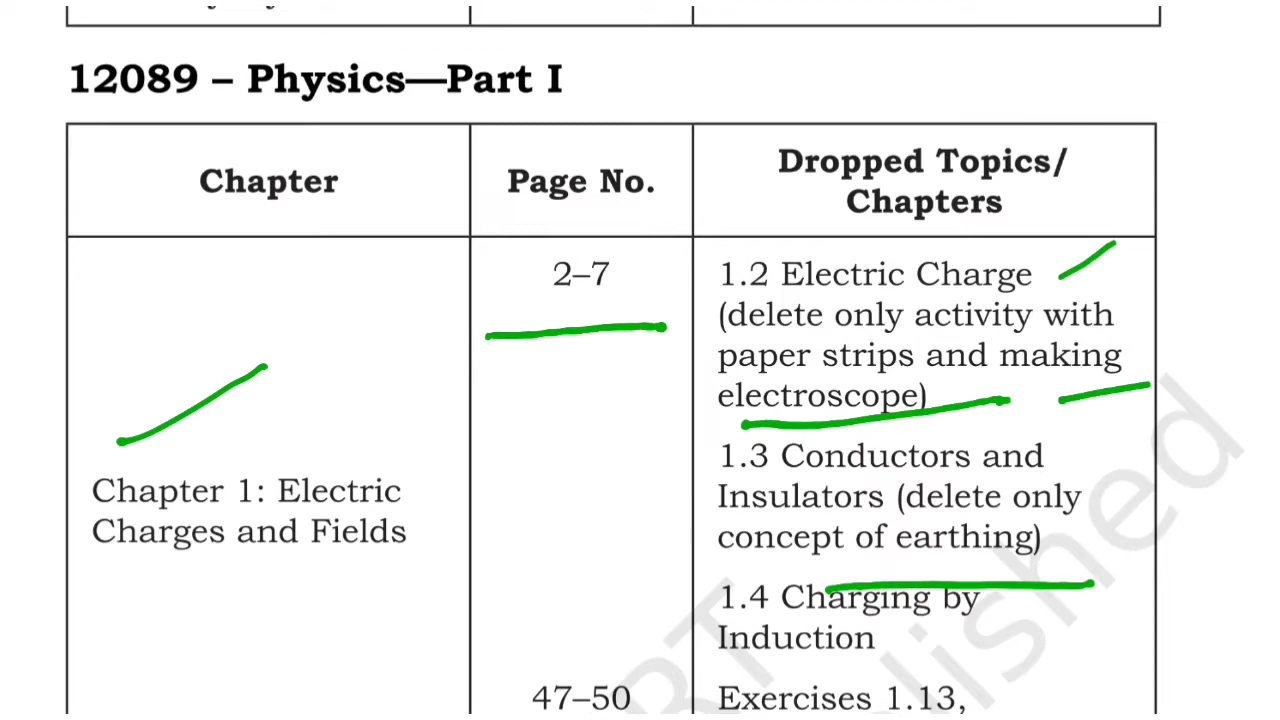 12089 – Physics—Part I
Chapter
Page No.
Dropped Topics/
Chapters
2–7
1.2 Electric Charge
(delete only activity with
paper strips and making
electroscope)
1.3 Conductors and
Insulators (delete only
concept of earthing)
Chapter 1: Electric
Charges and Fields
1.4 Charging by
Induction
47–50
Exercises 1.13,